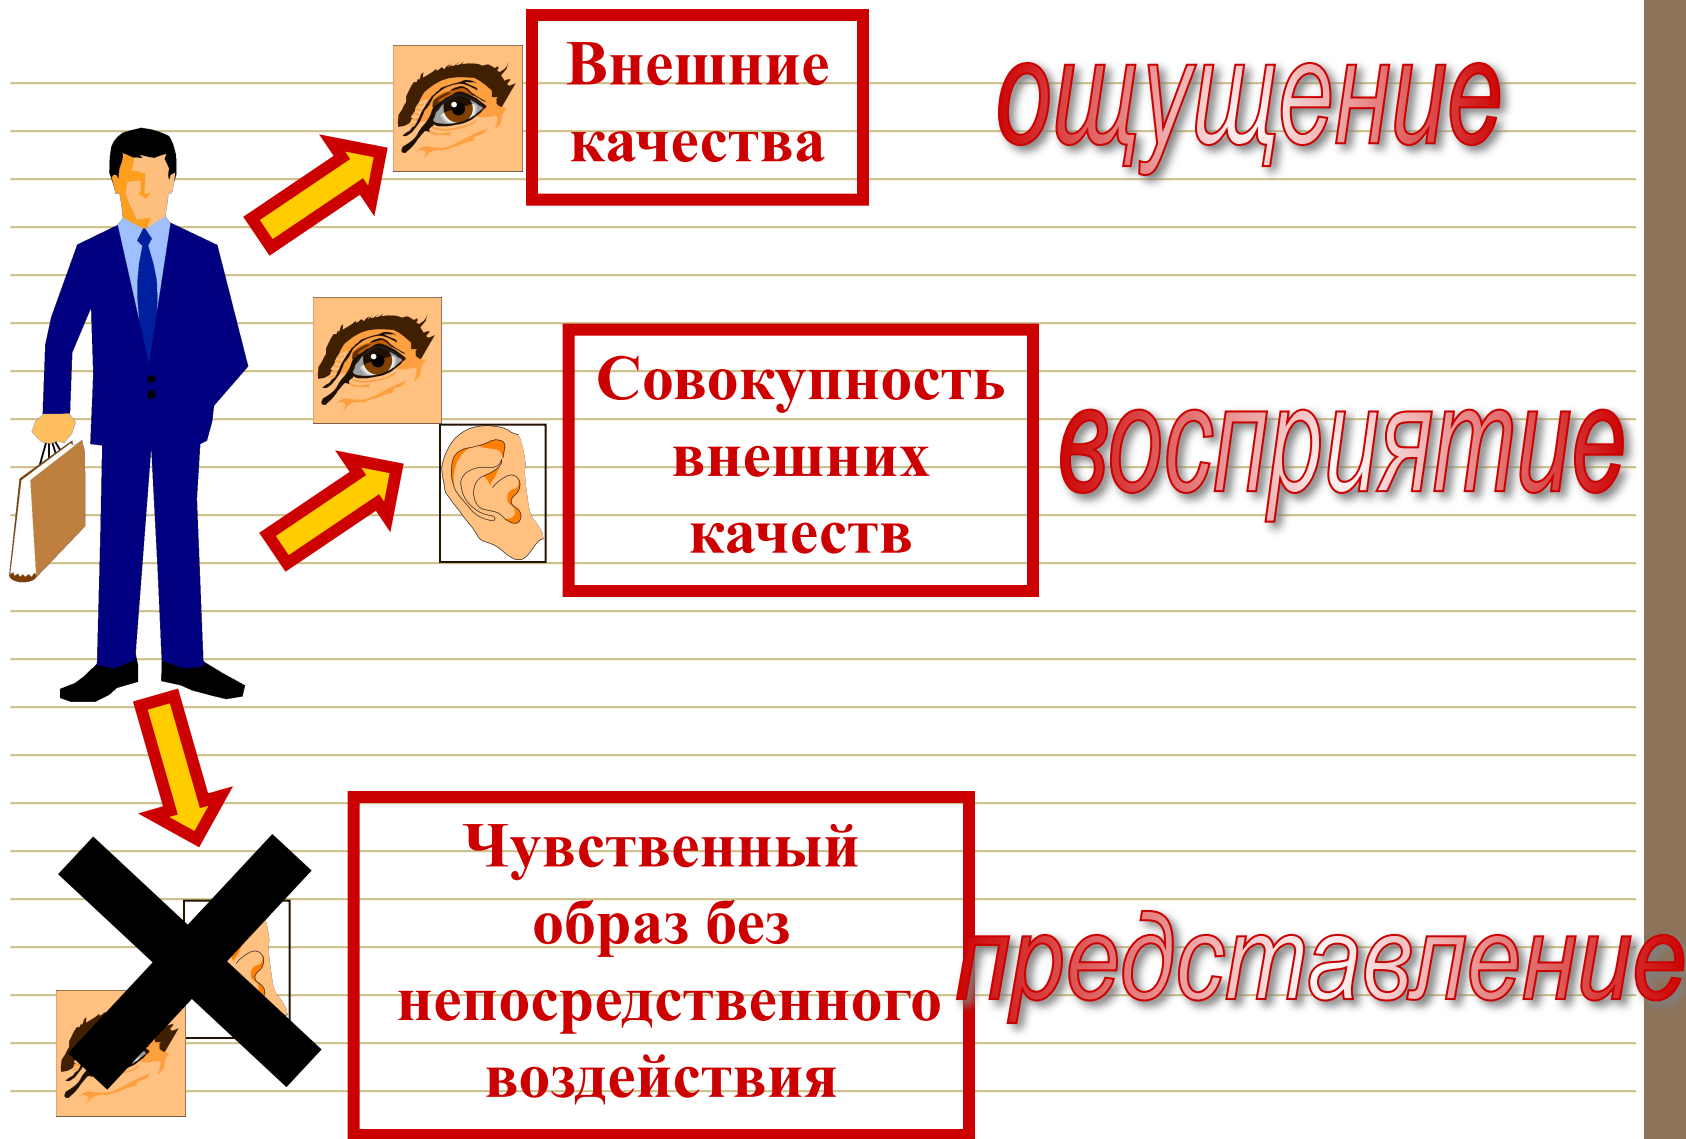 Внешние
качества
ощущение
Совокупность
внешних
качеств
восприятие
Чувственный
образ без
непосредственного
воздействия
представление